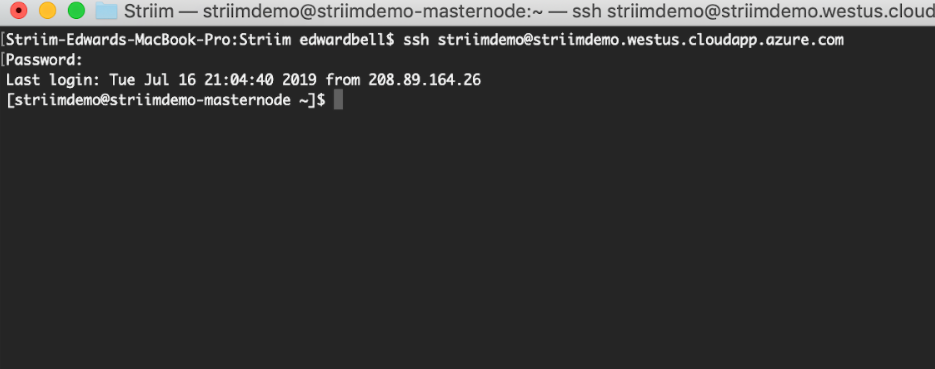 Striim — striimdemo@striimdemo-masternode:~ — ssh striimdemo@striimdemo.westus.cloud
[Striim-Edwards-MacBook-Pro:Striim edwardbell$ ssh striimdemo@striimdemo.westus.cloudapp.azure.com
[Password:
Last login: Tue Jul 16 21:04:40 2019 from 208.89.164.26
[striimdemo@striimdemo-masternode ~]$